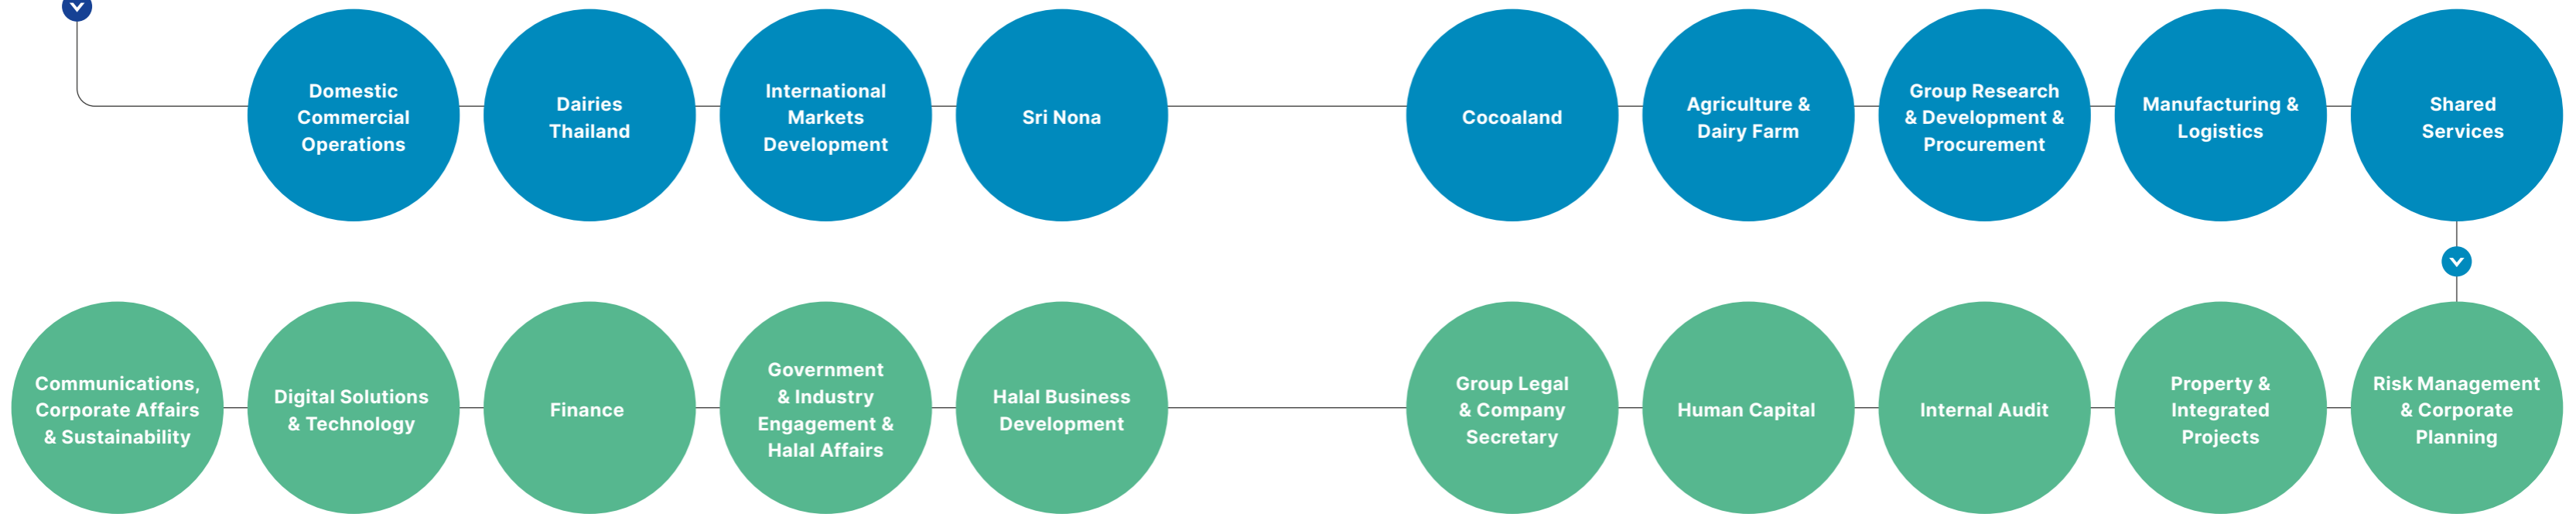 Domestic
Commercial
Operations
Dairies
Thailand
International
Markets
Development
Sri Nona
Cocoaland
Agriculture &
Dairy Farm
Group Research
& Development &
Procurement
Manufacturing &
Logistics
Shared
Services
Communications,
Corporate Affairs
& Sustainability
Digital Solutions
& Technology
Finance
Government
& Industry
Engagement &
Halal Affairs
Halal Business
Development
Group Legal
& Company
Secretary
Human Capital
Internal Audit
Property &
Integrated
Projects
Risk Management
& Corporate
Planning